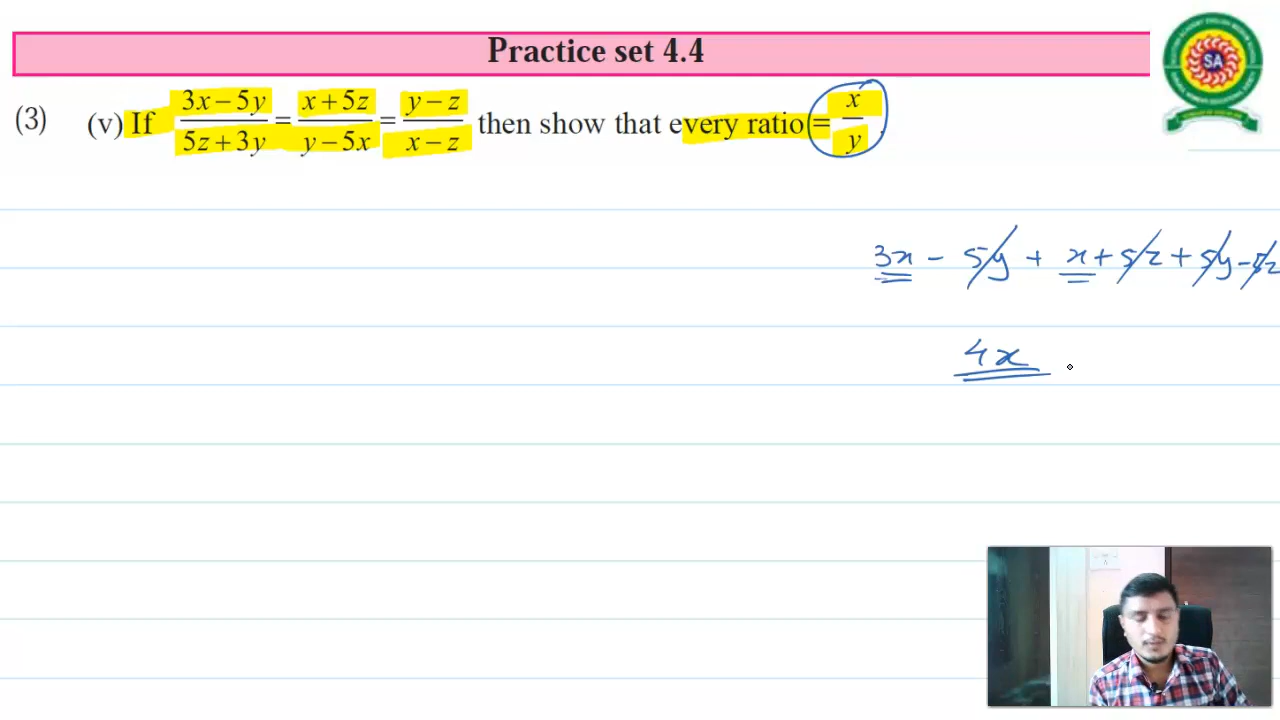 Practice set 4.4
SA
(3) (v) If (3x − 5y)/(5z + 3y) = (x + 5z)/(y − 5x) = (y − z)/(x − z) then show that every ratio = x/y.
3x − 5y + x + 5z + 5y − 5z
4x